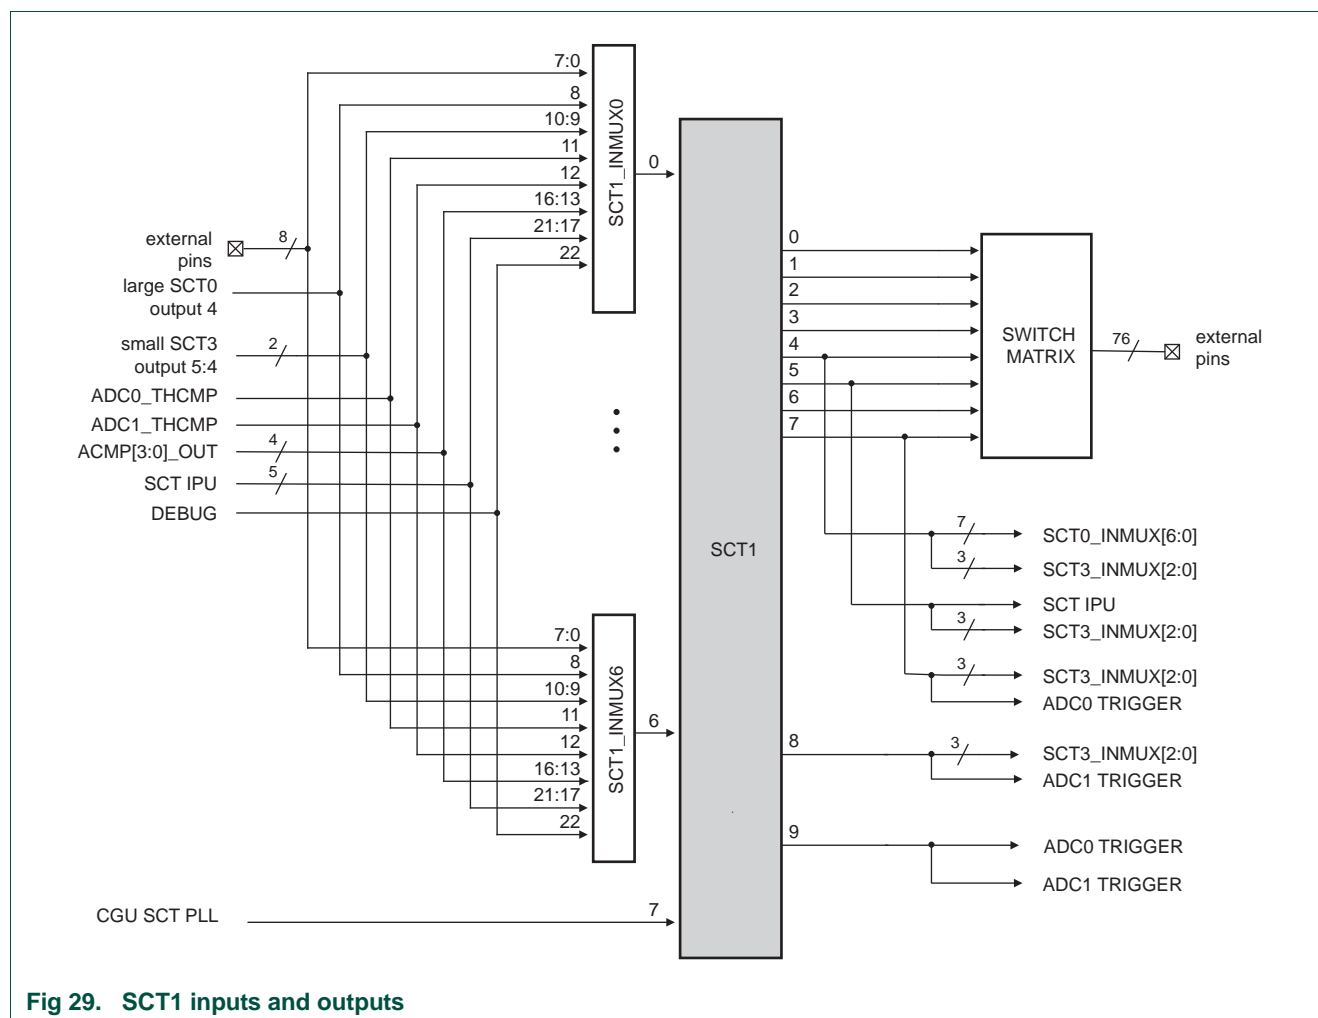 7:0
8
10:9
11
12
16:13
21:17
22
SCT1_INMUX0
0
external
pins
8
large SCT0
output 4
small SCT3
output 5:4
2
ADC0_THCMP
ADC1_THCMP
ACMP[3:0]_OUT
4
SCT IPU
5
DEBUG
7:0
8
10:9
11
12
16:13
21:17
22
SCT1_INMUX6
6
CGU SCT PLL
7
SCT1
0
1
2
3
4
5
6
7
SWITCH
MATRIX
76
external
pins
7
SCT0_INMUX[6:0]
3
SCT3_INMUX[2:0]
SCT IPU
3
SCT3_INMUX[2:0]
3
SCT3_INMUX[2:0]
ADC0 TRIGGER
8
3
SCT3_INMUX[2:0]
ADC1 TRIGGER
9
ADC0 TRIGGER
ADC1 TRIGGER
Fig 29. SCT1 inputs and outputs